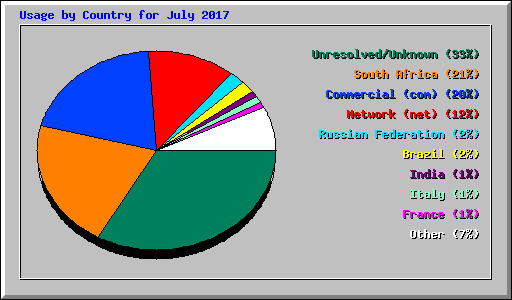 Usage by Country for July 2017
Unresolved/Unknown (33%)
South Africa (21%)
Commercial (com) (20%)
Network (net) (12%)
Russian Federation (2%)
Brazil (2%)
India (1%)
Italy (1%)
France (1%)
Other (7%)